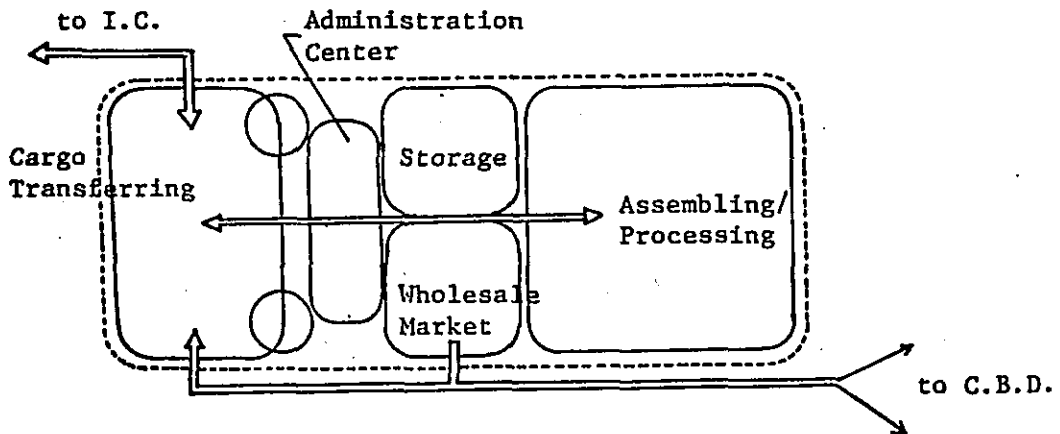 to I.C.
Administration
Center
Cargo
Transferring
Storage
Assembling/
Processing
Wholesale
Market
to C.B.D.